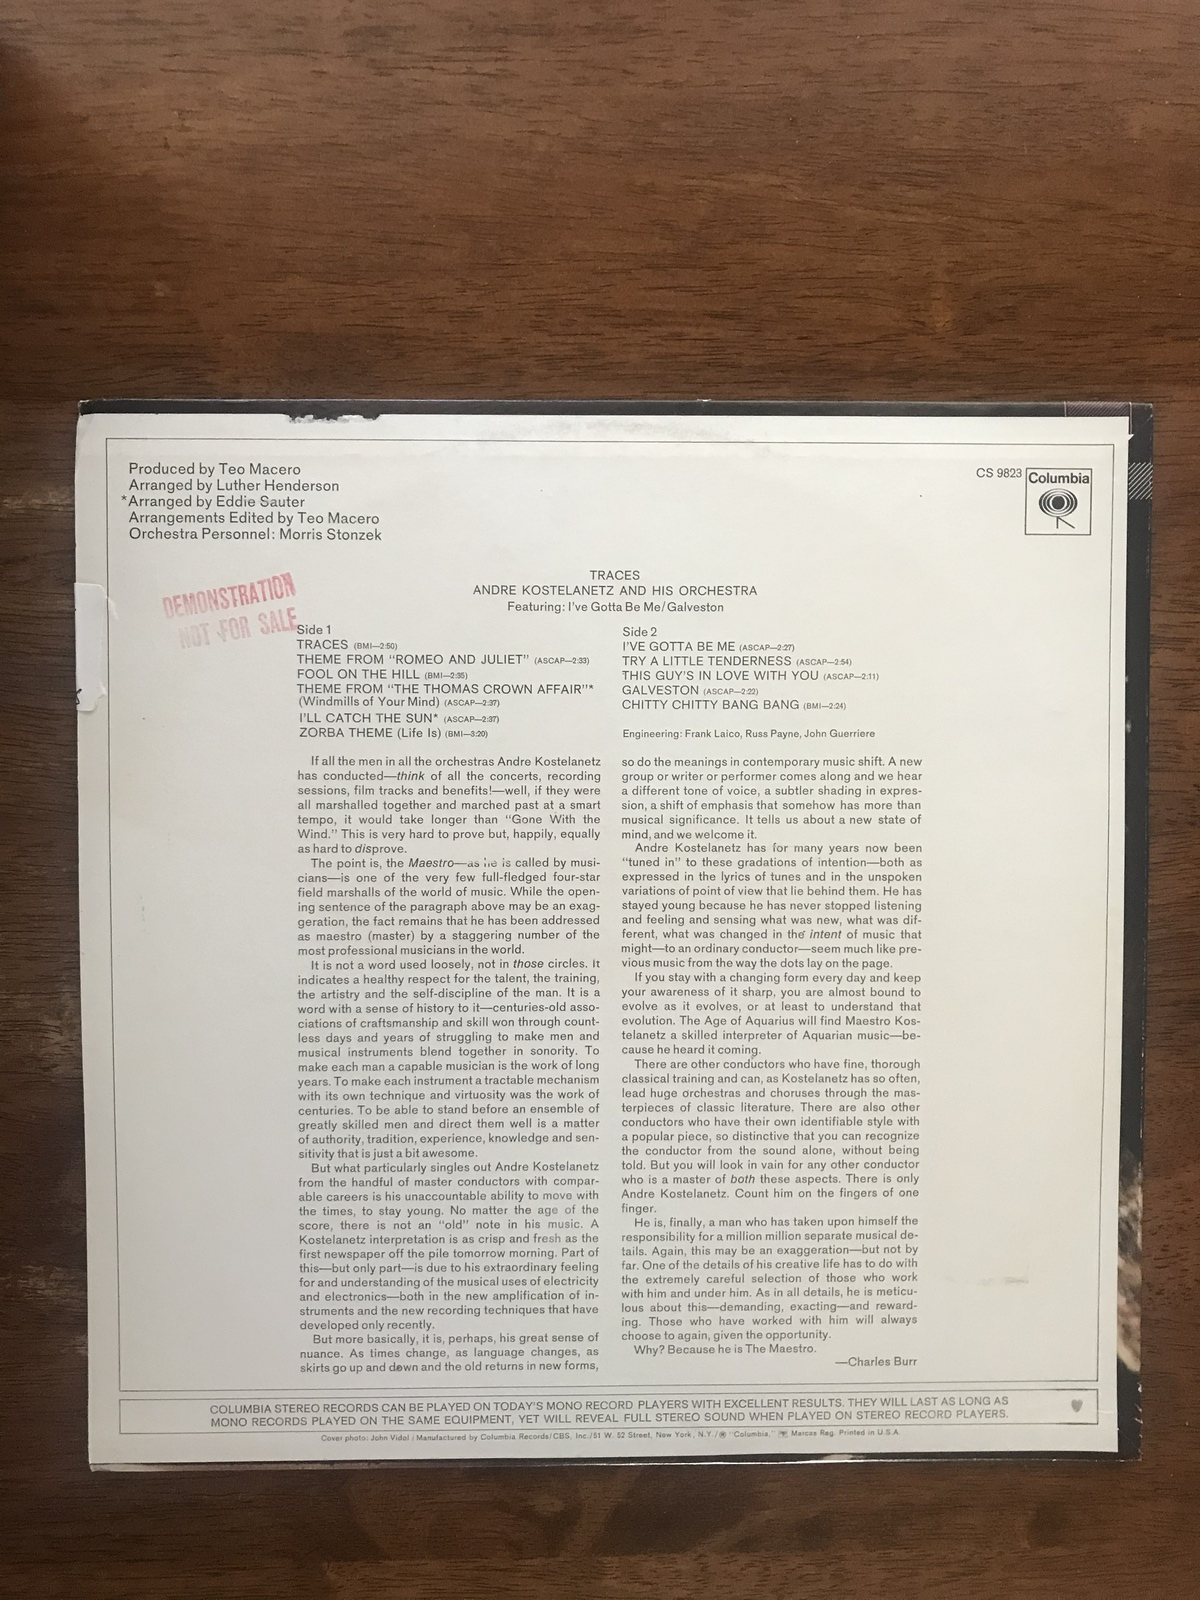 Produced by Teo Macero
Arranged by Luther Henderson
*Arranged by Eddie Sauter
Arrangements Edited by Teo Macero
Orchestra Personnel: Morris Stonzek
CS 9823
Columbia
DEMONSTRATION
NOT FOR SALE
TRACES
ANDRE KOSTELANETZ AND HIS ORCHESTRA
Featuring: I've Gotta Be Me/Galveston
Side 1
TRACES (BMI—2:50)
THEME FROM "ROMEO AND JULIET" (ASCAP—2:33)
FOOL ON THE HILL (BMI—2:35)
THEME FROM "THE THOMAS CROWN AFFAIR"*
(Windmills of Your Mind) (ASCAP—2:37)
I'LL CATCH THE SUN* (ASCAP—2:37)
ZORBA THEME (Life Is) (BMI—3:20)
Side 2
I'VE GOTTA BE ME (ASCAP—2:27)
TRY A LITTLE TENDERNESS (ASCAP—2:54)
THIS GUY'S IN LOVE WITH YOU (ASCAP—2:11)
GALVESTON (ASCAP—2:22)
CHITTY CHITTY BANG BANG (BMI—2:24)
Engineering: Frank Laico, Russ Payne, John Guerriere
If all the men in all the orchestras Andre Kostelanetz
has conducted—think of all the concerts, recording
sessions, film tracks and benefits!—well, if they were
all marshalled together and marched past at a smart
tempo, it would take longer than "Gone With the
Wind." This is very hard to prove but, happily, equally
as hard to disprove.
The point is, the Maestro—as he is called by musi-
cians—is one of the very few full-fledged four-star
field marshalls of the world of music. While the open-
ing sentence of the paragraph above may be an exag-
geration, the fact remains that he has been addressed
as maestro (master) by a staggering number of the
most professional musicians in the world.
It is not a word used loosely, not in those circles. It
indicates a healthy respect for the talent, the training,
the artistry and the self-discipline of the man. It is a
word with a sense of history to it—centuries-old asso-
ciations of craftsmanship and skill won through count-
less days and years of struggling to make men and
musical instruments blend together in sonority. To
make each man a capable musician is the work of long
years. To make each instrument a tractable mechanism
with its own technique and virtuosity was the work of
centuries. To be able to stand before an ensemble of
greatly skilled men and direct them well is a matter
of authority, tradition, experience, knowledge and sen-
sitivity that is just a bit awesome.
But what particularly singles out Andre Kostelanetz
from the handful of master conductors with compar-
able careers is his unaccountable ability to move with
the times, to stay young. No matter the age of the
score, there is not an "old" note in his music. A
Kostelanetz interpretation is as crisp and fresh as the
first newspaper off the pile tomorrow morning. Part of
this—but only part—is due to his extraordinary feeling
for and understanding of the musical uses of electricity
and electronics—both in the new amplification of in-
struments and the new recording techniques that have
developed only recently.
But more basically, it is, perhaps, his great sense of
nuance. As times change, as language changes, as
skirts go up and down and the old returns in new forms,
so do the meanings in contemporary music shift. A new
group or writer or performer comes along and we hear
a different tone of voice, a subtler shading in expres-
sion, a shift of emphasis that somehow has more than
musical significance. It tells us about a new state of
mind, and we welcome it.
Andre Kostelanetz has for many years now been
"tuned in" to these gradations of intention—both as
expressed in the lyrics of tunes and in the unspoken
variations of point of view that lie behind them. He has
stayed young because he has never stopped listening
and feeling and sensing what was new, what was dif-
ferent, what was changed in the intent of music that
might—to an ordinary conductor—seem much like pre-
vious music from the way the dots lay on the page.
If you stay with a changing form every day and keep
your awareness of it sharp, you are almost bound to
evolve as it evolves, or at least to understand that
evolution. The Age of Aquarius will find Maestro Kos-
telanetz a skilled interpreter of Aquarian music—be-
cause he heard it coming.
There are other conductors who have fine, thorough
classical training and can, as Kostelanetz has so often,
lead huge orchestras and choruses through the mas-
terpieces of classic literature. There are also other
conductors who have their own identifiable style with
a popular piece, so distinctive that you can recognize
the conductor from the sound alone, without being
told. But you will look in vain for any other conductor
who is a master of both these aspects. There is only
Andre Kostelanetz. Count him on the fingers of one
finger.
He is, finally, a man who has taken upon himself the
responsibility for a million million separate musical de-
tails. Again, this may be an exaggeration—but not by
far. One of the details of his creative life has to do with
the extremely careful selection of those who work
with him and under him. As in all details, he is meticu-
lous about this—demanding, exacting—and reward-
ing. Those who have worked with him will always
choose to again, given the opportunity.
Why? Because he is The Maestro.
—Charles Burr
COLUMBIA STEREO RECORDS CAN BE PLAYED ON TODAY'S MONO RECORD PLAYERS WITH EXCELLENT RESULTS. THEY WILL LAST AS LONG AS
MONO RECORDS PLAYED ON THE SAME EQUIPMENT, YET WILL REVEAL FULL STEREO SOUND WHEN PLAYED ON STEREO RECORD PLAYERS.
Cover photo: John Vidol / Manufactured by Columbia Records/CBS, Inc./51 W. 52 Street, New York, N.Y./® "Columbia," Marcas Reg. Printed in U.S.A.